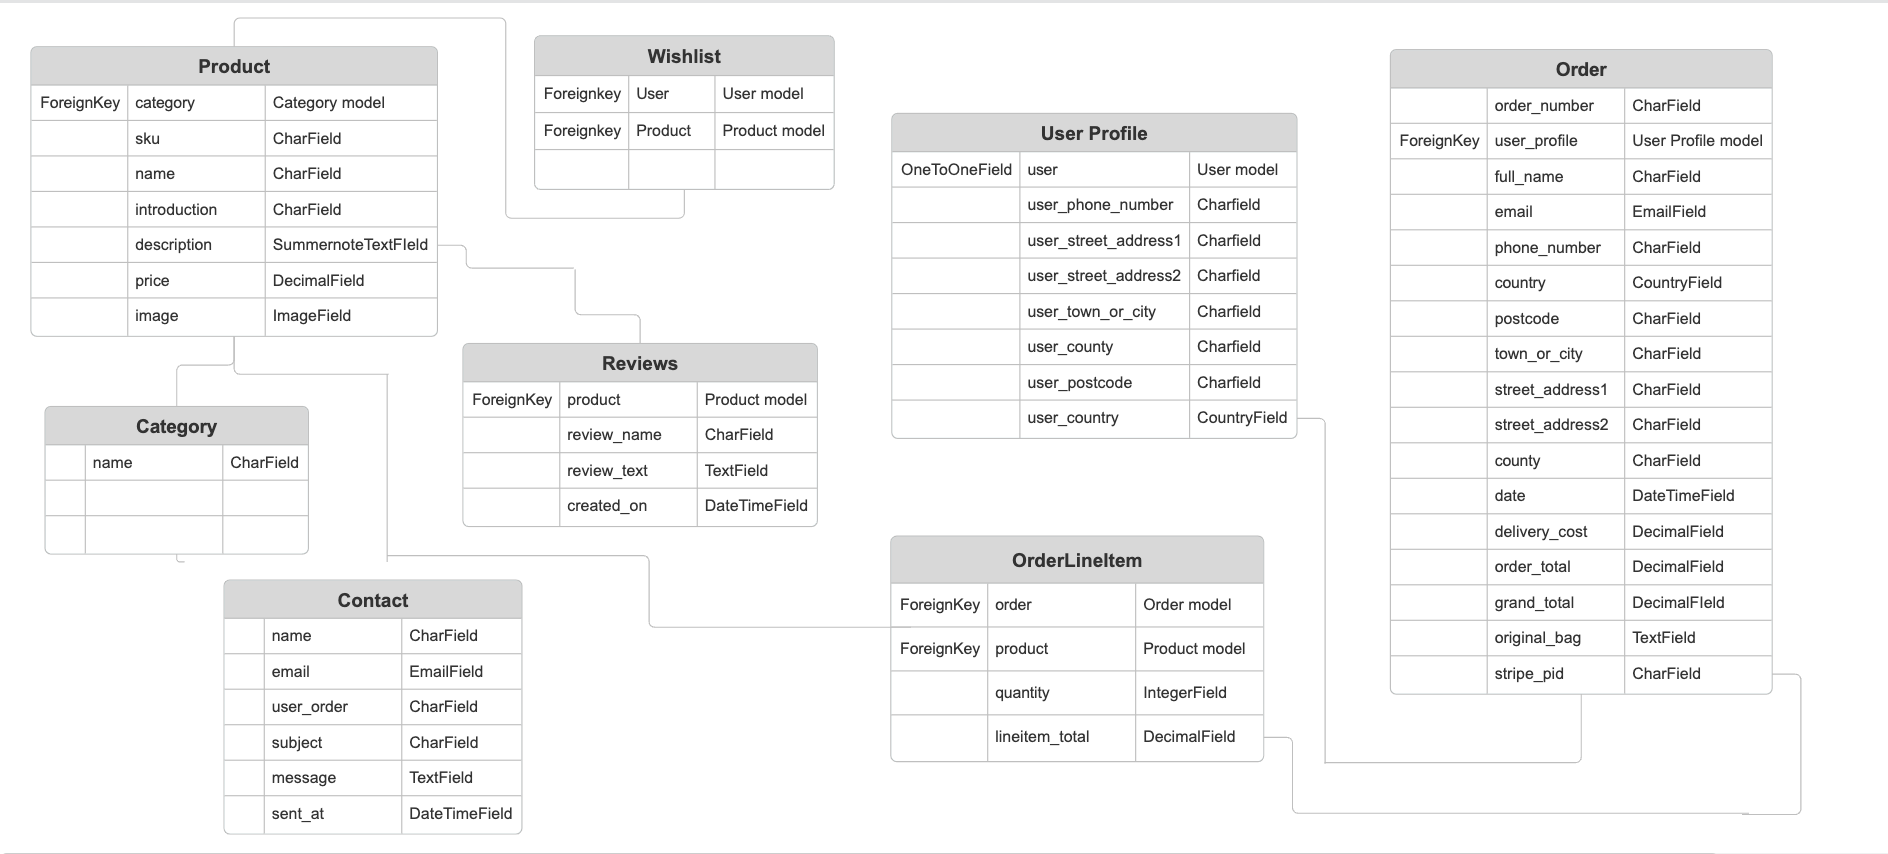 Product
ForeignKey category Category model
sku CharField
name CharField
introduction CharField
description SummernoteTextFIeld
price DecimalField
image ImageField
Wishlist
Foreignkey User User model
Foreignkey Product Product model
User Profile
OneToOneField user User model
user_phone_number Charfield
user_street_address1 Charfield
user_street_address2 Charfield
user_town_or_city Charfield
user_county Charfield
user_postcode Charfield
user_country CountryField
Order
order_number CharField
ForeignKey user_profile User Profile model
full_name CharField
email EmailField
phone_number CharField
country CountryField
postcode CharField
town_or_city CharField
street_address1 CharField
street_address2 CharField
county CharField
date DateTimeField
delivery_cost DecimalField
order_total DecimalField
grand_total DecimalFIeld
original_bag TextField
stripe_pid CharField
Reviews
ForeignKey product Product model
review_name CharField
review_text TextField
created_on DateTimeField
Category
name CharField
Contact
name CharField
email EmailField
user_order CharField
subject CharField
message TextField
sent_at DateTimeField
OrderLineItem
ForeignKey order Order model
ForeignKey product Product model
quantity IntegerField
lineitem_total DecimalField